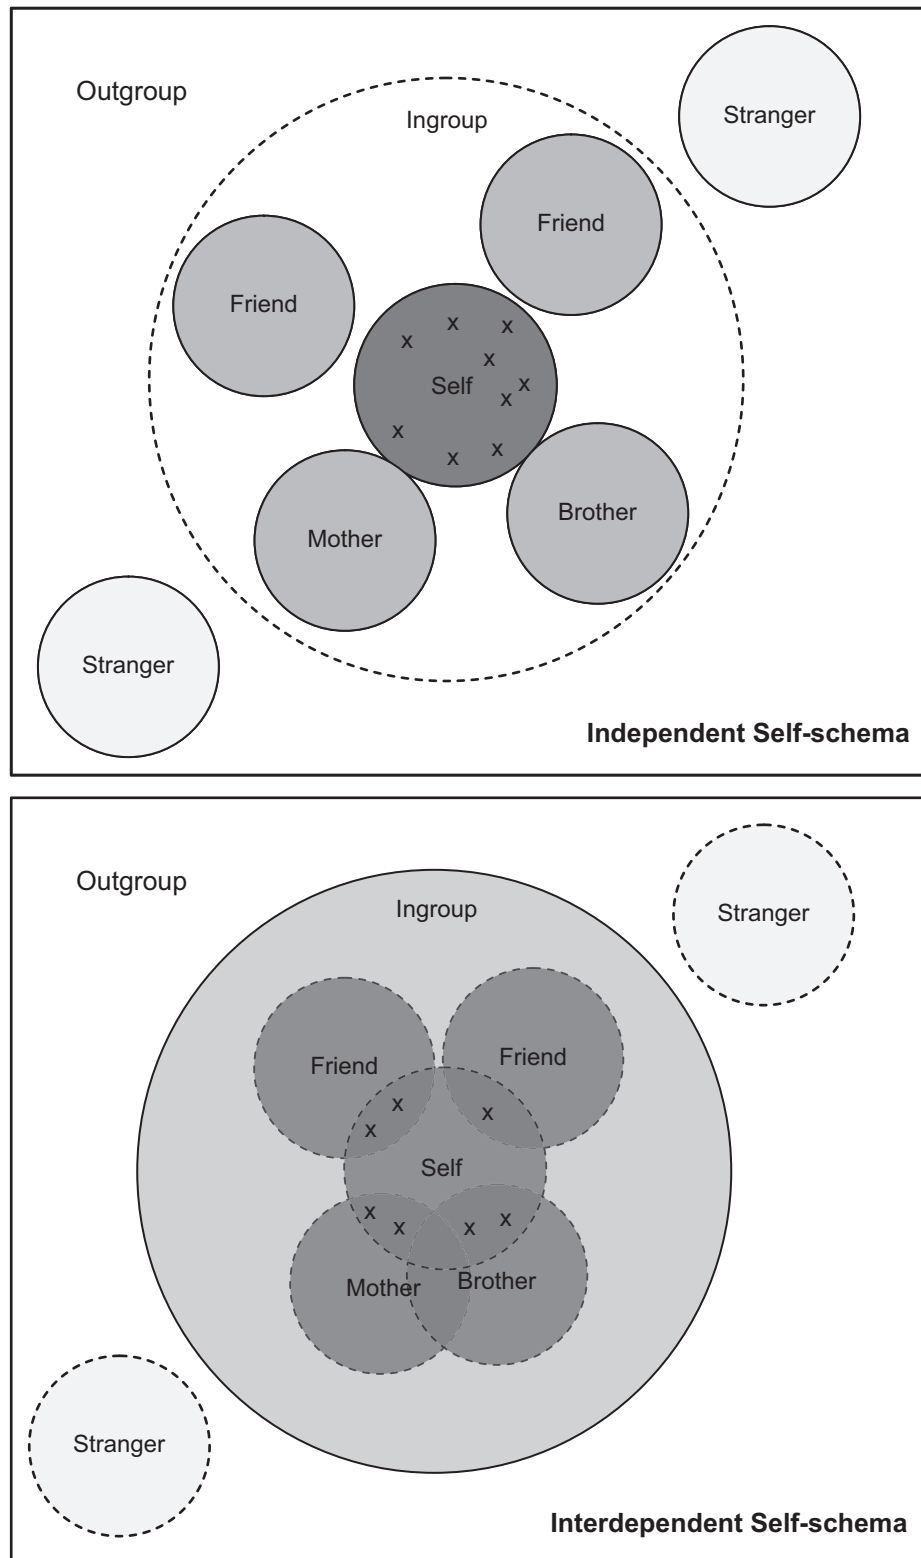 Outgroup
Ingroup
Stranger
Friend
Friend
x x x
x
Self x
x
x x
x
Mother
Brother
Stranger
Independent Self-schema
Outgroup
Ingroup
Stranger
Friend
Friend
x
x
x
Self
x
x
x
x
Mother
Brother
Stranger
Interdependent Self-schema